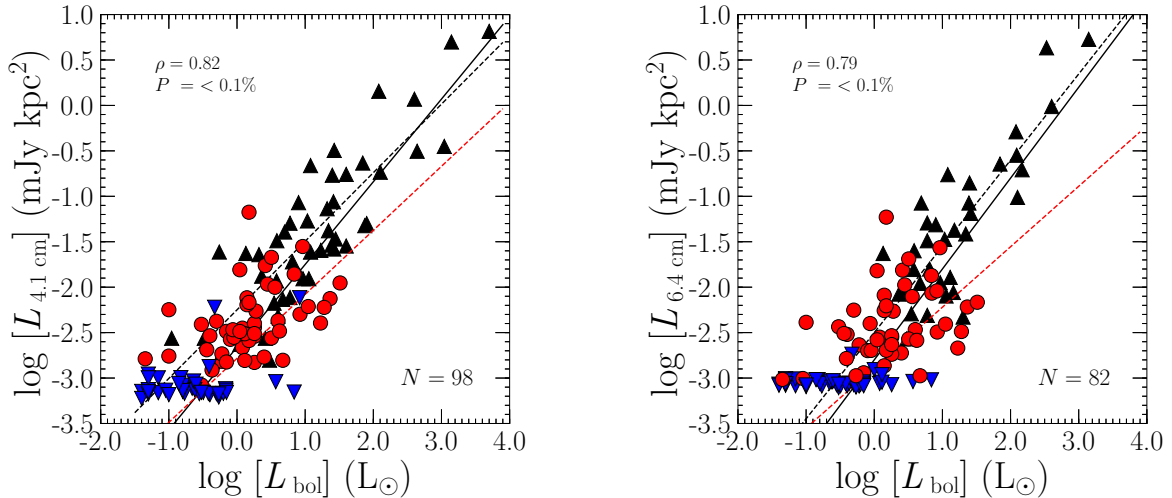 ρ = 0.82
P = < 0.1%
1.0
0.5
0.0
-0.5
-1.0
-1.5
-2.0
-2.5
-3.0
-3.5
log [L 4.1 cm] (mJy kpc²)
N = 98
-2.0 -1.0 0.0 1.0 2.0 3.0 4.0
log [L bol] (L⊙)
ρ = 0.79
P = < 0.1%
1.0
0.5
0.0
-0.5
-1.0
-1.5
-2.0
-2.5
-3.0
-3.5
log [L 6.4 cm] (mJy kpc²)
N = 82
-2.0 -1.0 0.0 1.0 2.0 3.0 4.0
log [L bol] (L⊙)